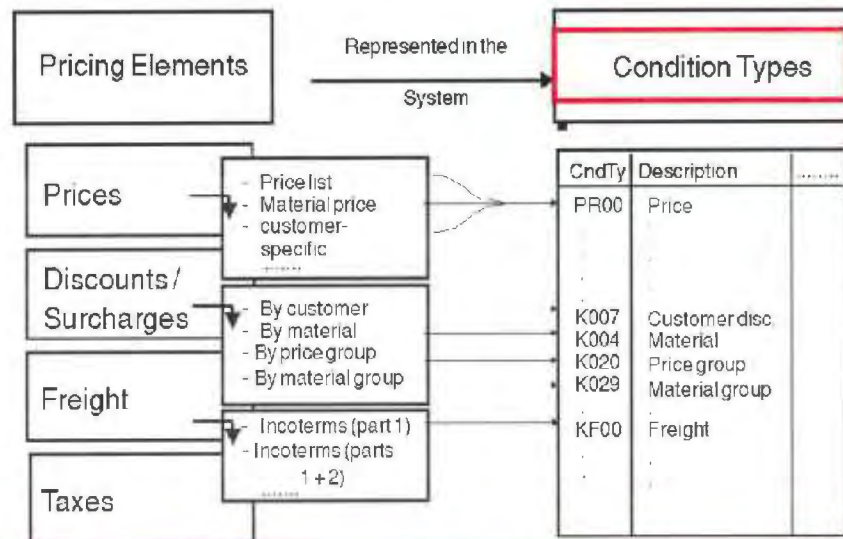 Pricing Elements
Represented in the
System
Condition Types
Prices
Discounts /
Surcharges
Freight
Taxes
- Price list
- Material price
- customer-
specific
........
- By customer
- By material
- By price group
- By material group
- Incoterms (part 1)
- Incoterms (parts
1 + 2)
........
CndTy Description ........
PR00 Price
. .
. .
. .
K007 Customer disc.
K004 Material
K020 Price group
K029 Material group
. .
KF00 Freight
. .
. .